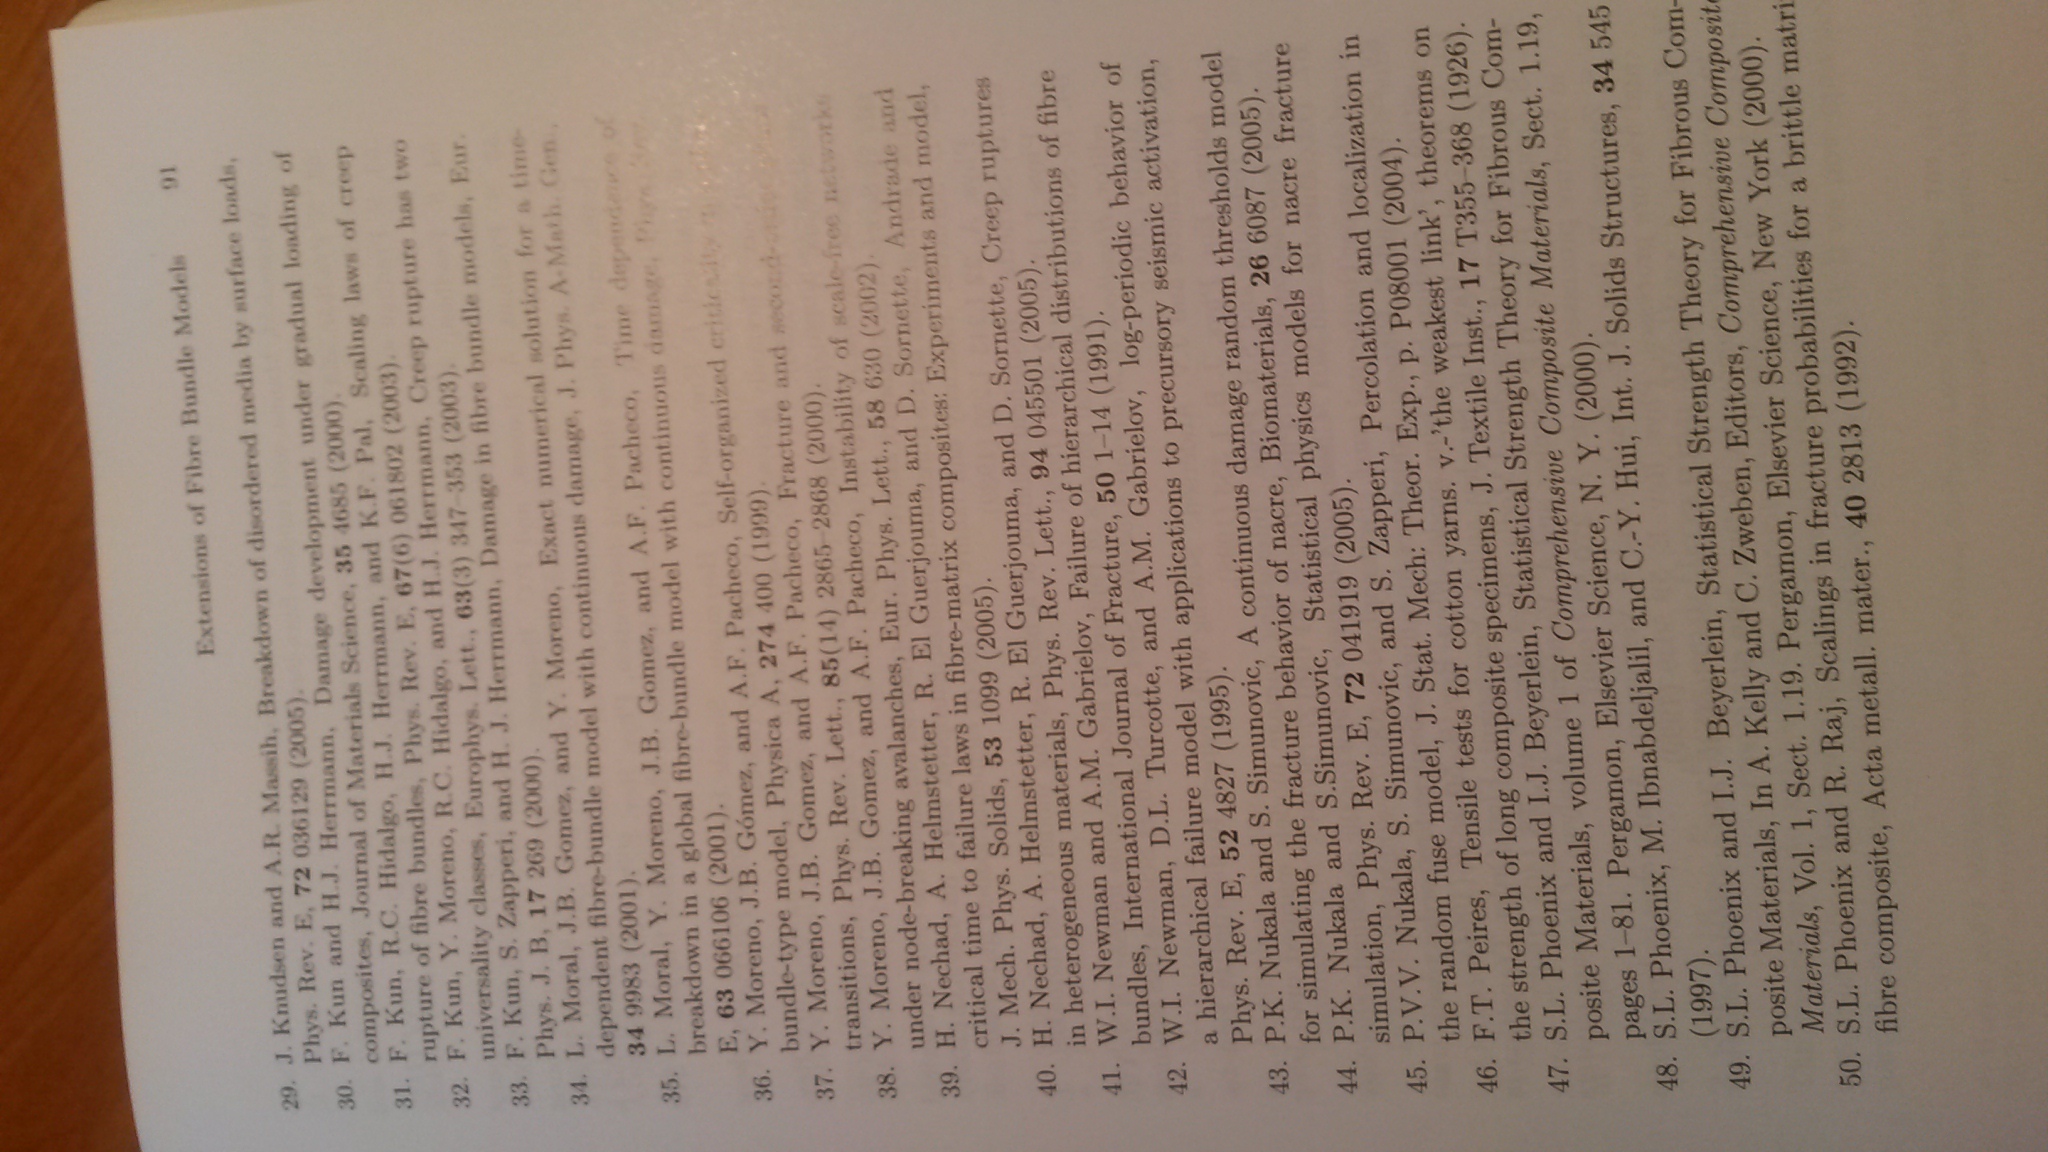 Extensions of Fibre Bundle Models 91
29. J. Knudsen and A.R. Massih, Breakdown of disordered media by surface loads,
Phys. Rev. E, 72 036129 (2005).
30. F. Kun and H.J. Herrmann, Damage development under gradual loading of
composites, Journal of Materials Science, 35 4685 (2000).
31. F. Kun, R.C. Hidalgo, H.J. Herrmann, and K.F. Pal, Scaling laws of creep
rupture of fibre bundles, Phys. Rev. E, 67(6) 061802 (2003).
32. F. Kun, Y. Moreno, R.C. Hidalgo, and H.J. Herrmann, Creep rupture has two
universality classes, Europhys. Lett., 63(3) 347–353 (2003).
33. F. Kun, S. Zapperi, and H. J. Herrmann, Damage in fibre bundle models, Eur.
Phys. J. B, 17 269 (2000).
34. L. Moral, J.B. Gomez, and Y. Moreno, Exact numerical solution for a time-
dependent fibre-bundle model with continuous damage, J. Phys. A-Math. Gen.,
34 9983 (2001).
35. L. Moral, Y. Moreno, J.B. Gomez, and A.F. Pacheco, Time dependence of
breakdown in a global fibre-bundle model with continuous damage, Phys. Rev.
E, 63 066106 (2001).
36. Y. Moreno, J.B. Gómez, and A.F. Pacheco, Self-organized criticality
bundle-type model, Physica A, 274 400 (1999).
37. Y. Moreno, J.B. Gomez, and A.F. Pacheco, Fracture and second-order
transitions, Phys. Rev. Lett., 85(14) 2865–2868 (2000).
38. Y. Moreno, J.B. Gomez, and A.F. Pacheco, Instability of scale-free networks
under node-breaking avalanches, Eur. Phys. Lett., 58 630 (2002).
39. H. Nechad, A. Helmstetter, R. El Guerjouma, and D. Sornette, Andrade and
critical time to failure laws in fibre-matrix composites: Experiments and model,
J. Mech. Phys. Solids, 53 1099 (2005).
40. H. Nechad, A. Helmstetter, R. El Guerjouma, and D. Sornette, Creep ruptures
in heterogeneous materials, Phys. Rev. Lett., 94 045501 (2005).
41. W.I. Newman and A.M. Gabrielov, Failure of hierarchical distributions of fibre
bundles, International Journal of Fracture, 50 1–14 (1991).
42. W.I. Newman, D.L. Turcotte, and A.M. Gabrielov, log-periodic behavior of
a hierarchical failure model with applications to precursory seismic activation,
Phys. Rev. E, 52 4827 (1995).
43. P.K. Nukala and S. Simunovic, A continuous damage random thresholds model
for simulating the fracture behavior of nacre, Biomaterials, 26 6087 (2005).
44. P.K. Nukala and S.Simunovic, Statistical physics models for nacre fracture
simulation, Phys. Rev. E, 72 041919 (2005).
45. P.V.V. Nukala, S. Simunovic, and S. Zapperi, Percolation and localization in
the random fuse model, J. Stat. Mech: Theor. Exp., p. P08001 (2004).
46. F.T. Peires, Tensile tests for cotton yarns. v.-'the weakest link', theorems on
the strength of long composite specimens, J. Textile Inst., 17 T355–368 (1926).
47. S.L. Phoenix and I.J. Beyerlein, Statistical Strength Theory for Fibrous Com-
posite Materials, volume 1 of Comprehensive Composite Materials, Sect. 1.19,
pages 1–81. Pergamon, Elsevier Science, N. Y. (2000).
48. S.L. Phoenix, M. Ibnabdeljalil, and C.-Y. Hui, Int. J. Solids Structures, 34 545
(1997).
49. S.L. Phoenix and I.J. Beyerlein, Statistical Strength Theory for Fibrous Com-
posite Materials, In A. Kelly and C. Zweben, Editors, Comprehensive Composite
Materials, Vol. 1, Sect. 1.19. Pergamon, Elsevier Science, New York (2000).
50. S.L. Phoenix and R. Raj, Scalings in fracture probabilities for a brittle matri
fibre composite, Acta metall. mater., 40 2813 (1992).